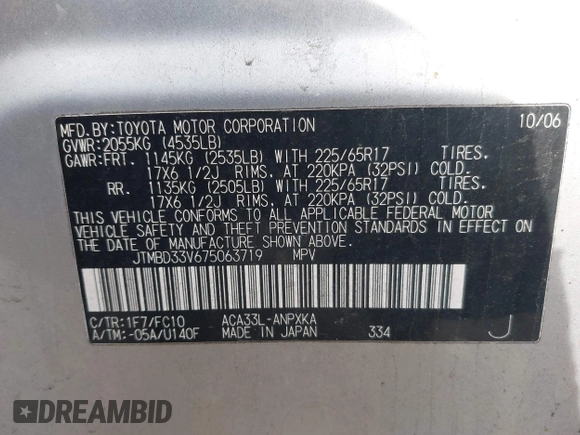 MFD.BY:TOYOTA MOTOR CORPORATION 10/06
GVWR:2055KG (4535LB)
GAWR:FRT. 1145KG (2535LB) WITH 225/65R17 TIRES.
17X6 1/2J RIMS, AT 220KPA (32PSI) COLD.
RR. 1135KG (2505LB) WITH 225/65R17 TIRES.
17X6 1/2J RIMS, AT 220KPA (32PSI) COLD.
THIS VEHICLE CONFORMS TO ALL APPLICABLE FEDERAL MOTOR
VEHICLE SAFETY AND THEFT PREVENTION STANDARDS IN
EFFECT ON THE DATE OF MANUFACTURE SHOWN ABOVE.
JTMBD33V675063719 MPV
C/TR:1F7/FC10 ACA33L-ANPXKA
A/TM:-05A/U140F MADE IN JAPAN 334 J
DREAMBID